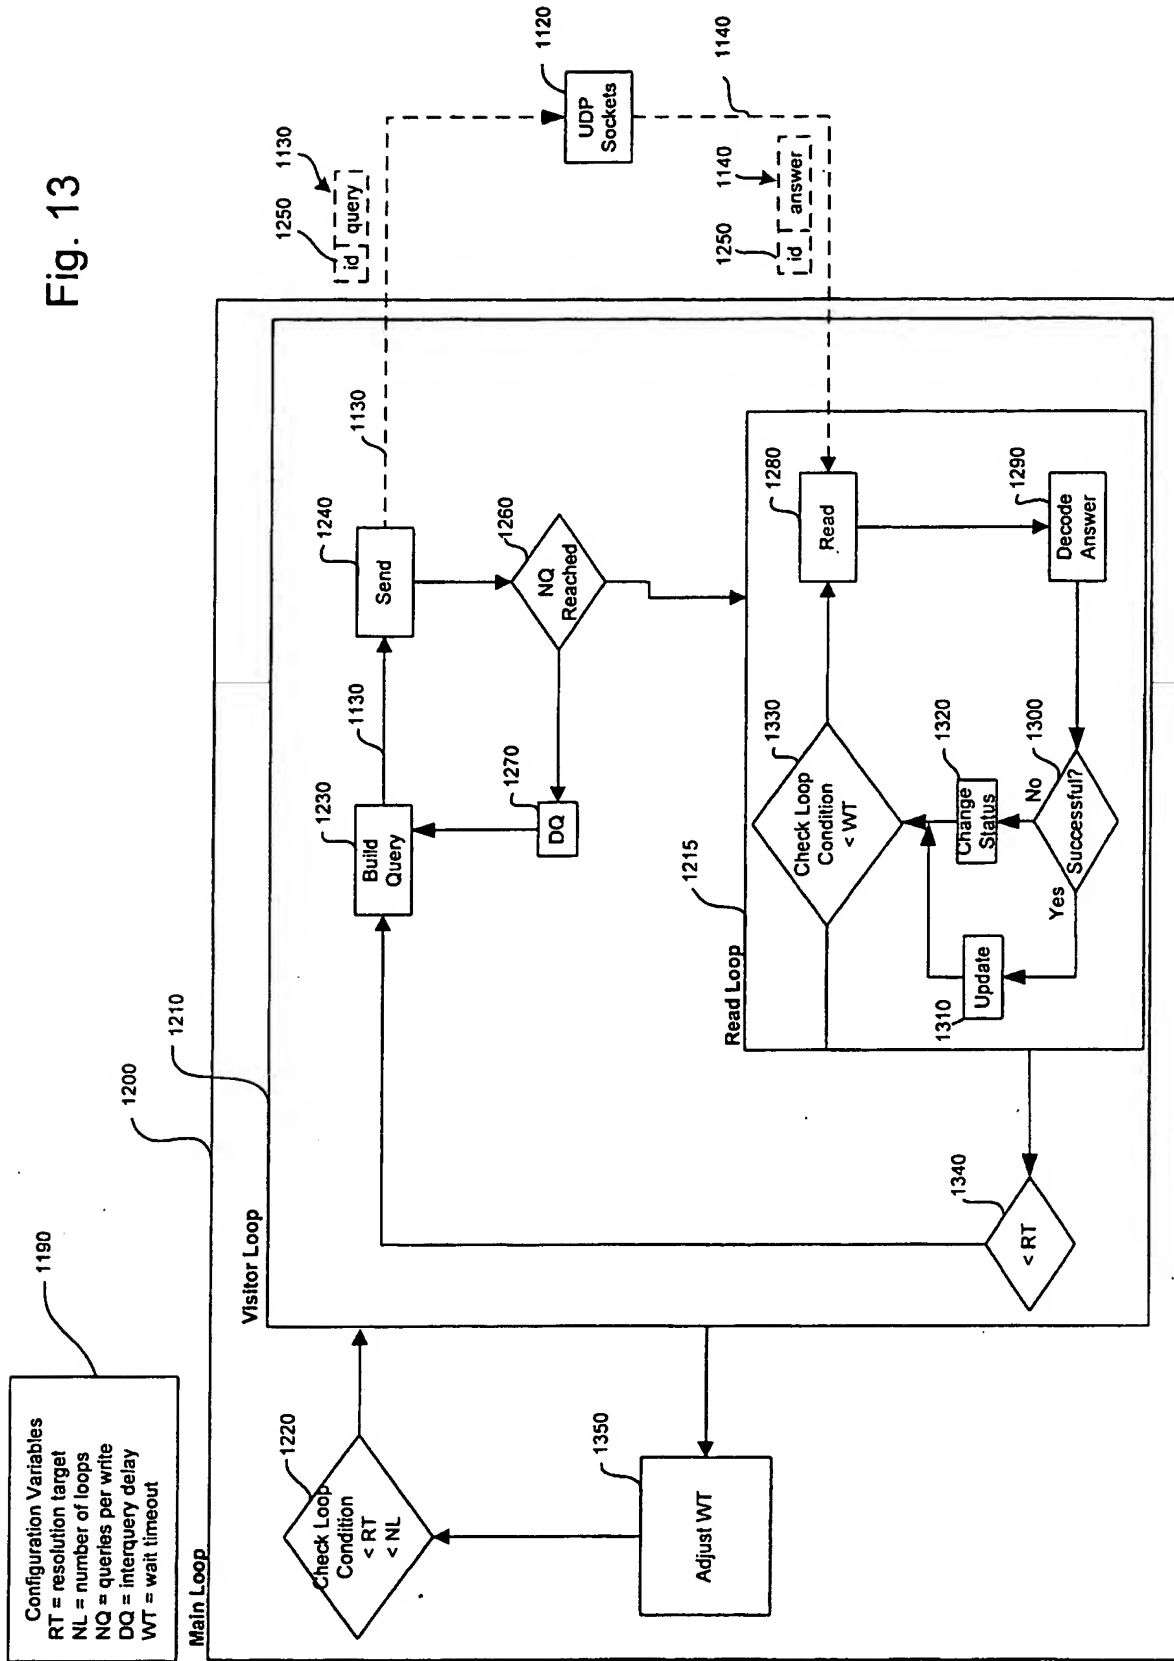 Fig. 13
Configuration Variables
RT = resolution target
NL = number of loops
NQ = queries per write
DQ = interquery delay
WT = wait timeout
1190
Main Loop
1200
Visitor Loop
1210
Check Loop
Condition
< RT
< NL
1220
Adjust WT
1350
Build
Query
1230
1130
Send
1240
1130
id
query
1250
1130
UDP
Sockets
1120
1140
id
answer
1250
1140
NQ
Reached
1260
DQ
1270
Read Loop
1215
Check Loop
Condition
< WT
1330
Read
1280
Decode
Answer
1290
Successful?
1300
No
Yes
Change
Status
1320
Update
1310
< RT
1340